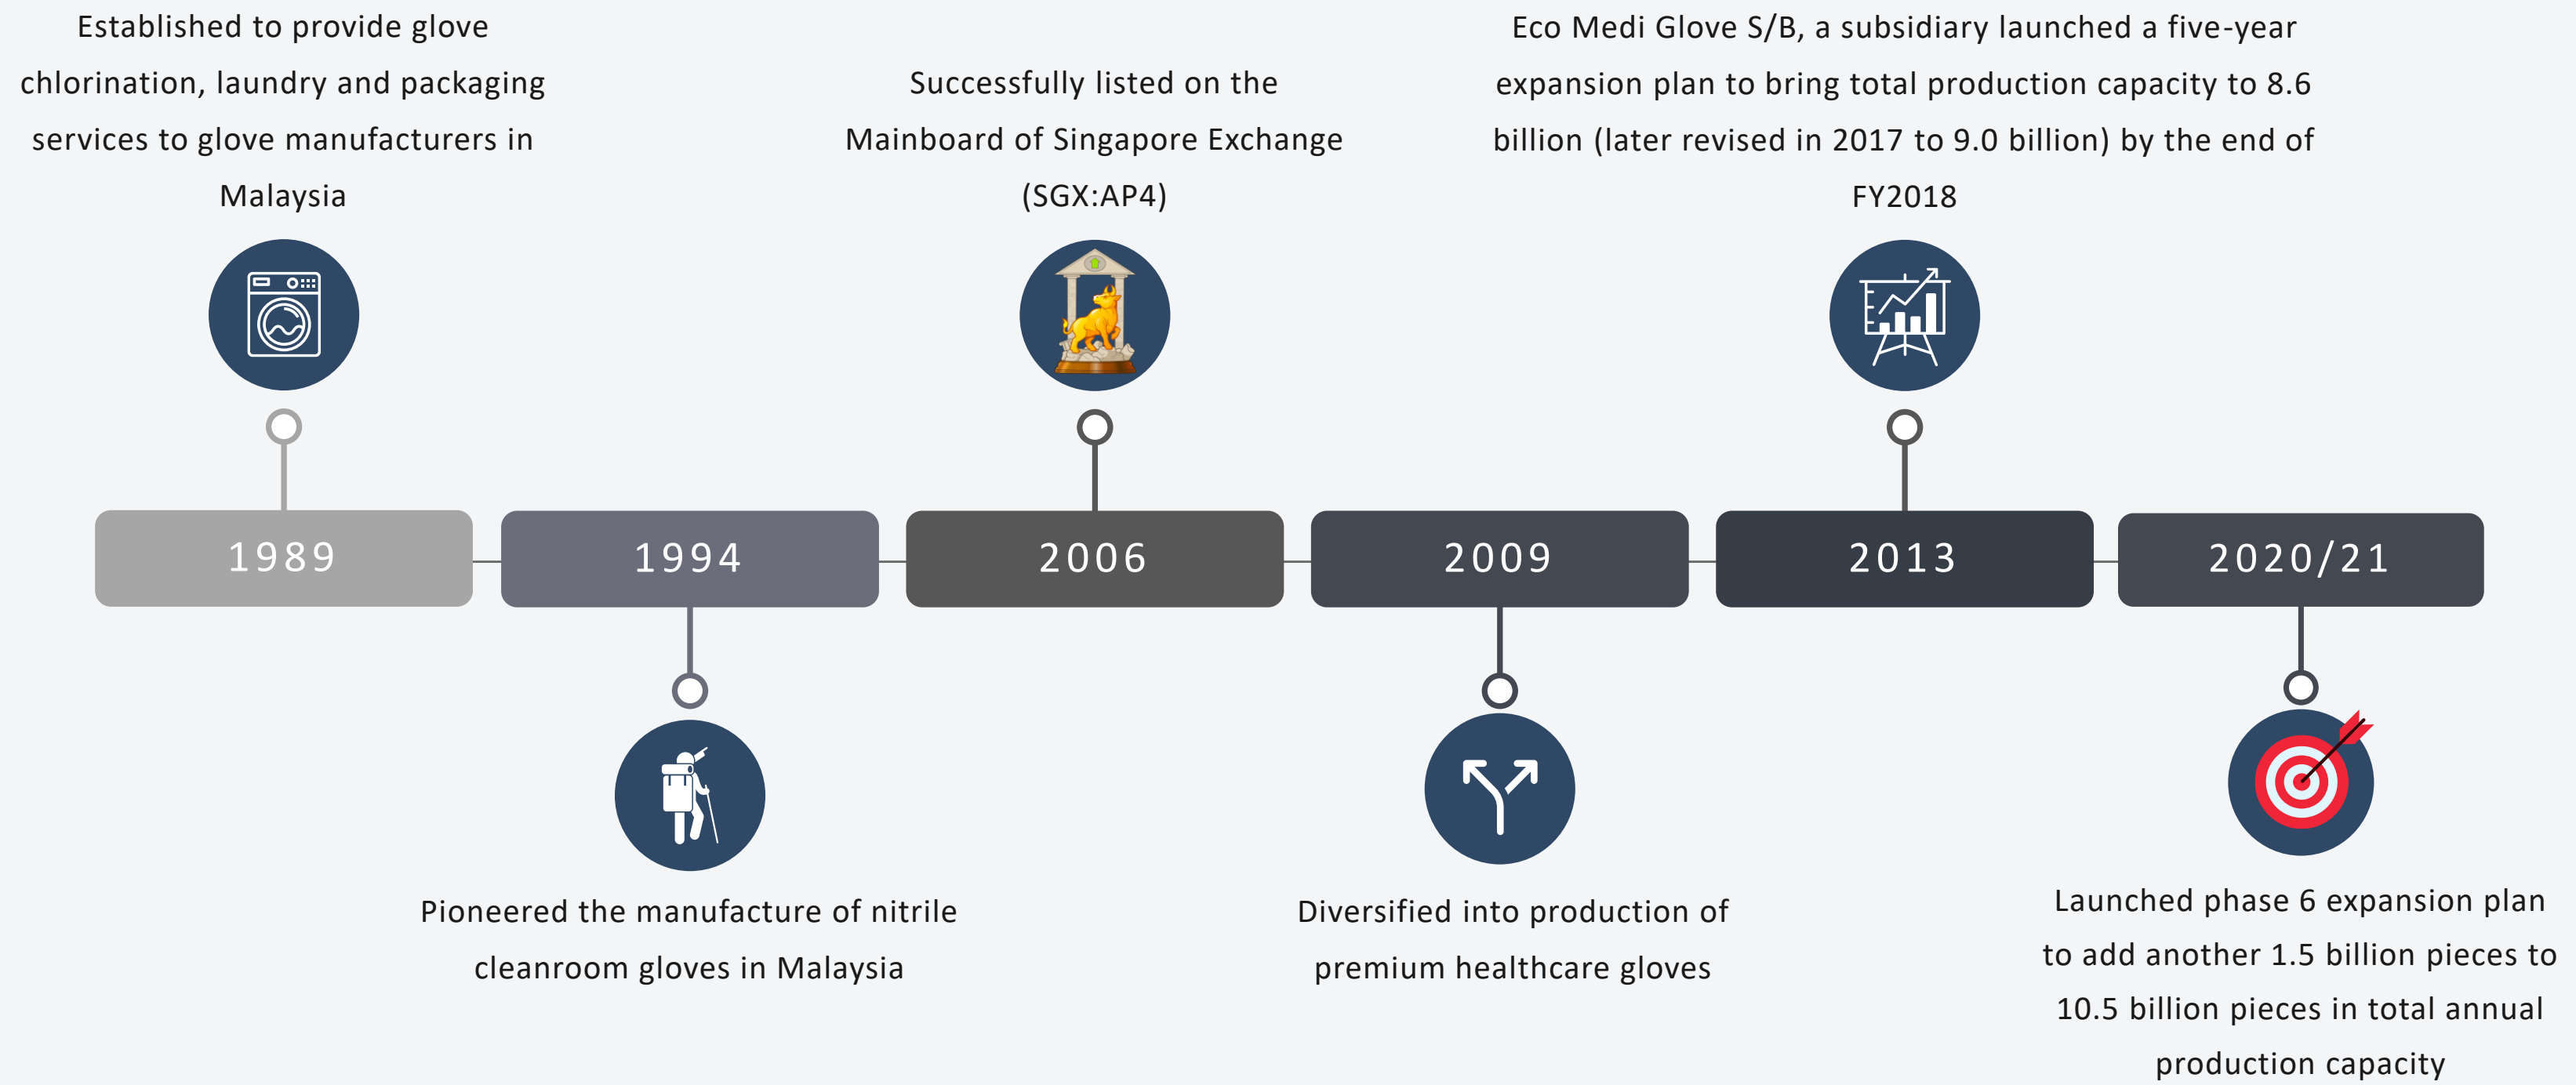 Established to provide glove
chlorination, laundry and packaging
services to glove manufacturers in
Malaysia
Successfully listed on the
Mainboard of Singapore Exchange
(SGX:AP4)
Eco Medi Glove S/B, a subsidiary launched a five-year
expansion plan to bring total production capacity to 8.6
billion (later revised in 2017 to 9.0 billion) by the end of
FY2018
1989
1994
2006
2009
2013
2020/21
Pioneered the manufacture of nitrile
cleanroom gloves in Malaysia
Diversified into production of
premium healthcare gloves
Launched phase 6 expansion plan
to add another 1.5 billion pieces to
10.5 billion pieces in total annual
production capacity